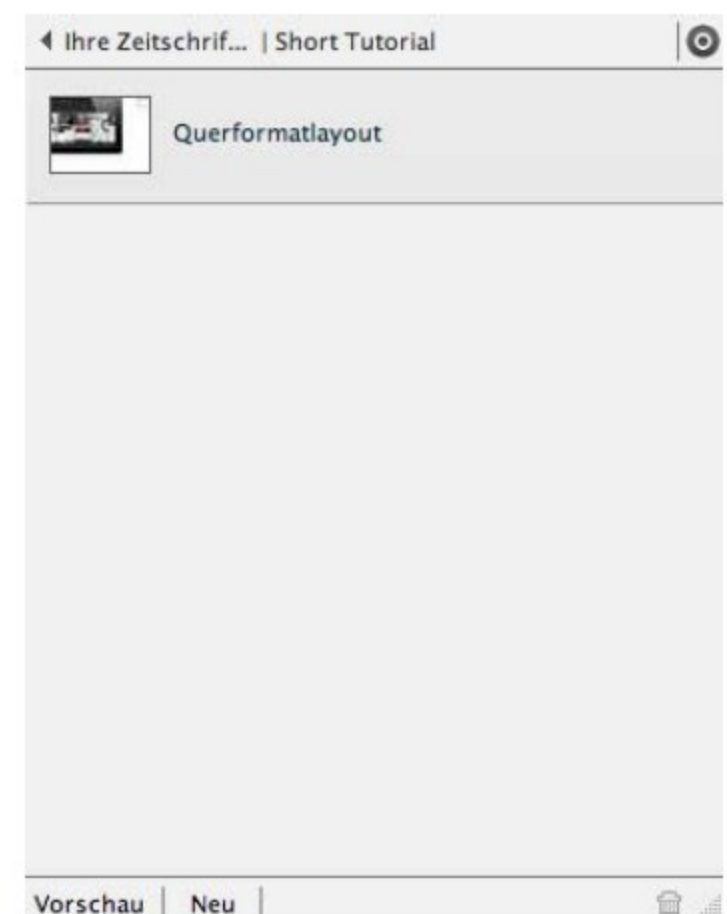 Ihre Zeitschrif... | Short Tutorial
Querformatlayout
Vorschau | Neu |